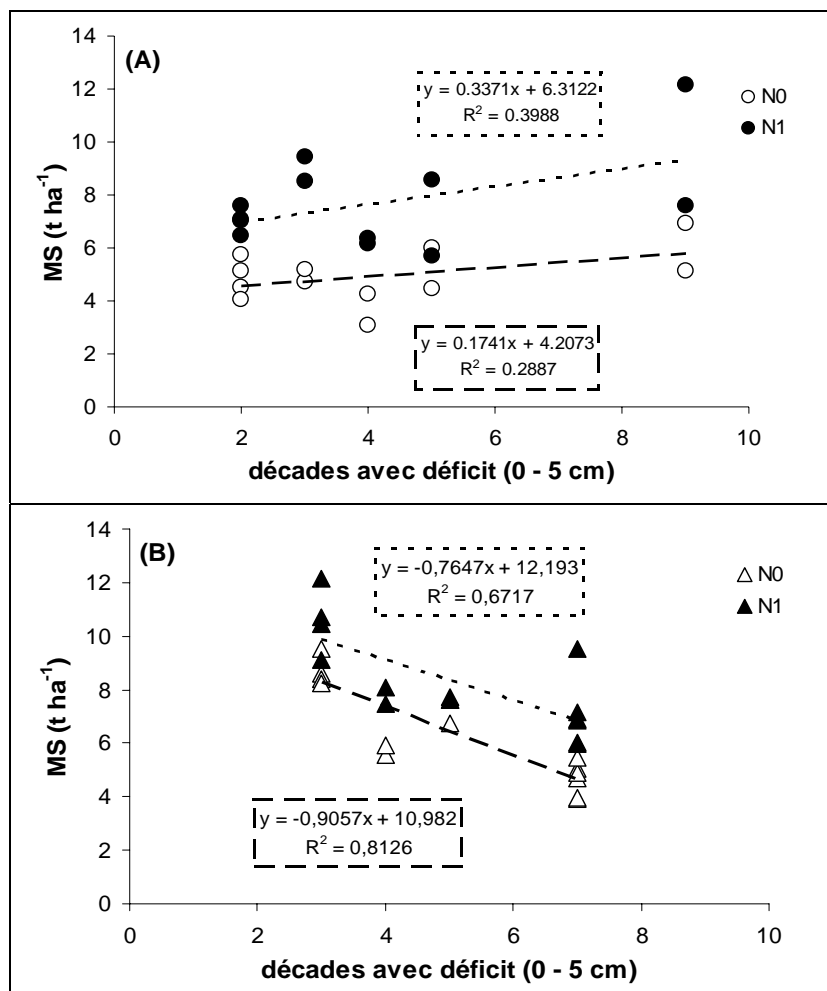 (A)
14
12
10
8
6
4
2
0
MS (t ha⁻¹)
y = 0.3371x + 6.3122
R² = 0.3988
N0
N1
y = 0.1741x + 4.2073
R² = 0.2887
0 2 4 6 8 10
décades avec déficit (0 - 5 cm)
(B)
14
12
10
8
6
4
2
0
MS (t ha⁻¹)
y = -0,7647x + 12,193
R² = 0,6717
N0
N1
y = -0,9057x + 10,982
R² = 0,8126
0 2 4 6 8 10
décades avec déficit (0 - 5 cm)